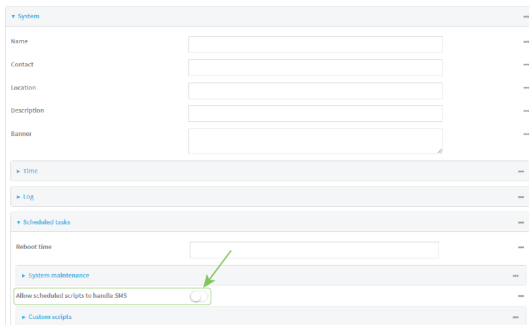 System
Name
Contact
Location
Description
Banner
Time
Log
Scheduled tasks
Reboot time
System maintenance
Allow scheduled scripts to handle SMS
Custom scripts